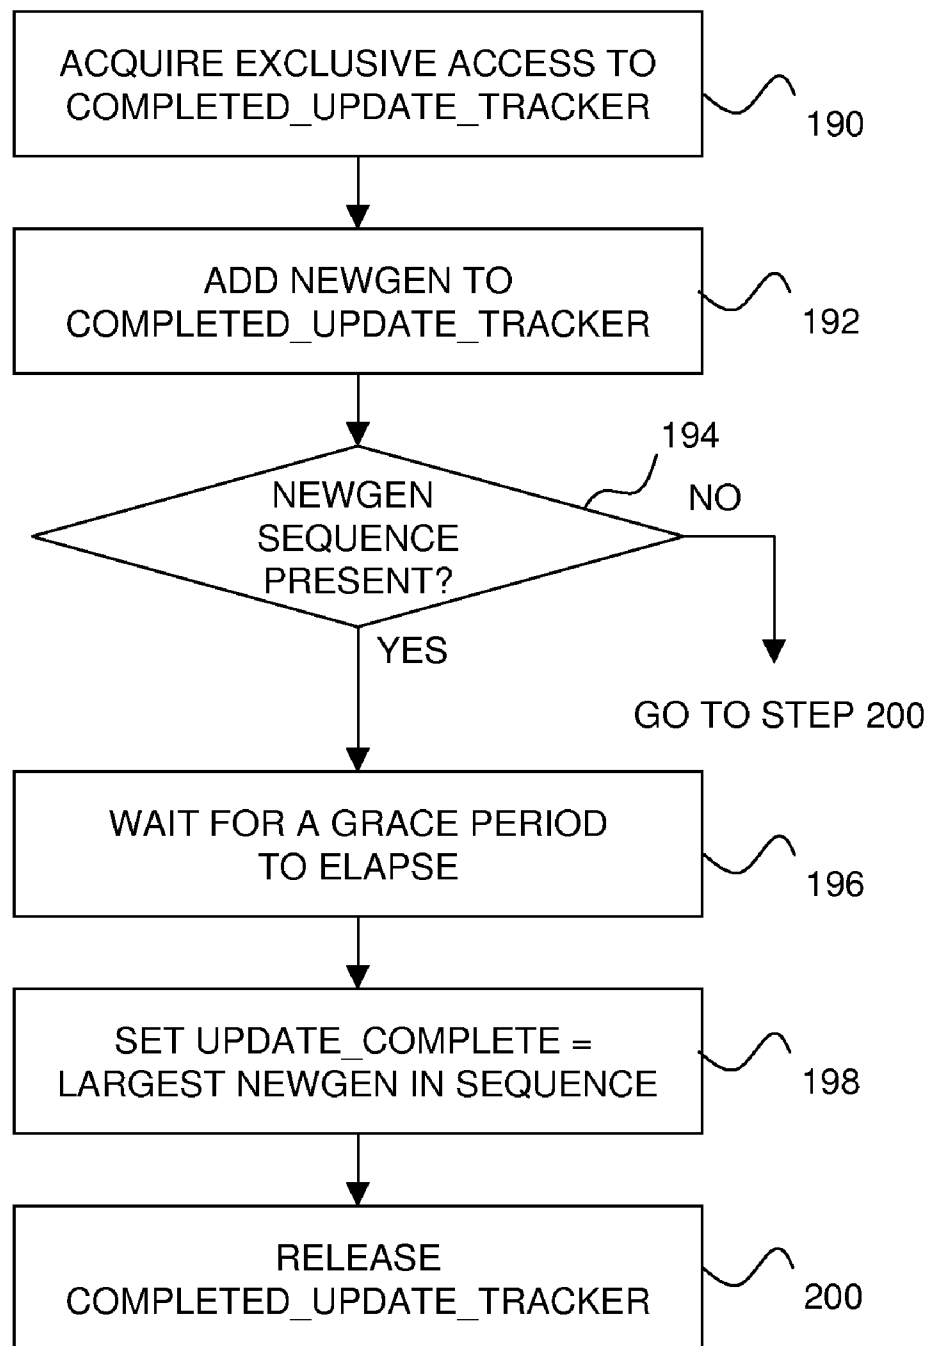 ACQUIRE EXCLUSIVE ACCESS TO
COMPLETED_UPDATE_TRACKER
190
ADD NEWGEN TO
COMPLETED_UPDATE_TRACKER
192
194
NEWGEN
SEQUENCE
PRESENT?
NO
YES
GO TO STEP 200
WAIT FOR A GRACE PERIOD
TO ELAPSE
196
SET UPDATE_COMPLETE =
LARGEST NEWGEN IN SEQUENCE
198
RELEASE
COMPLETED_UPDATE_TRACKER
200